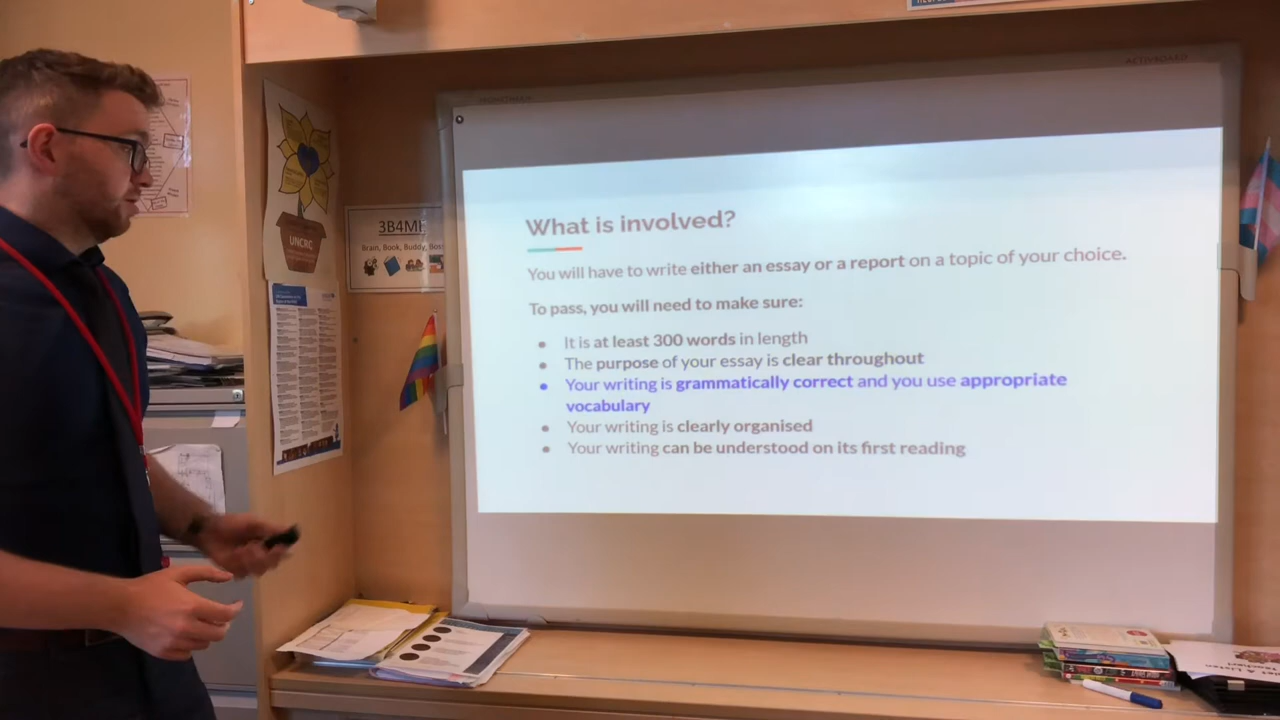 ACTIVBOARD
UNCRC
3B4ME
Brain, Book, Buddy, Boss
What is involved?
You will have to write either an essay or a report on a topic of your choice.
To pass, you will need to make sure:
• It is at least 300 words in length
• The purpose of your essay is clear throughout
• Your writing is grammatically correct and you use appropriate
vocabulary
• Your writing is clearly organised
• Your writing can be understood on its first reading